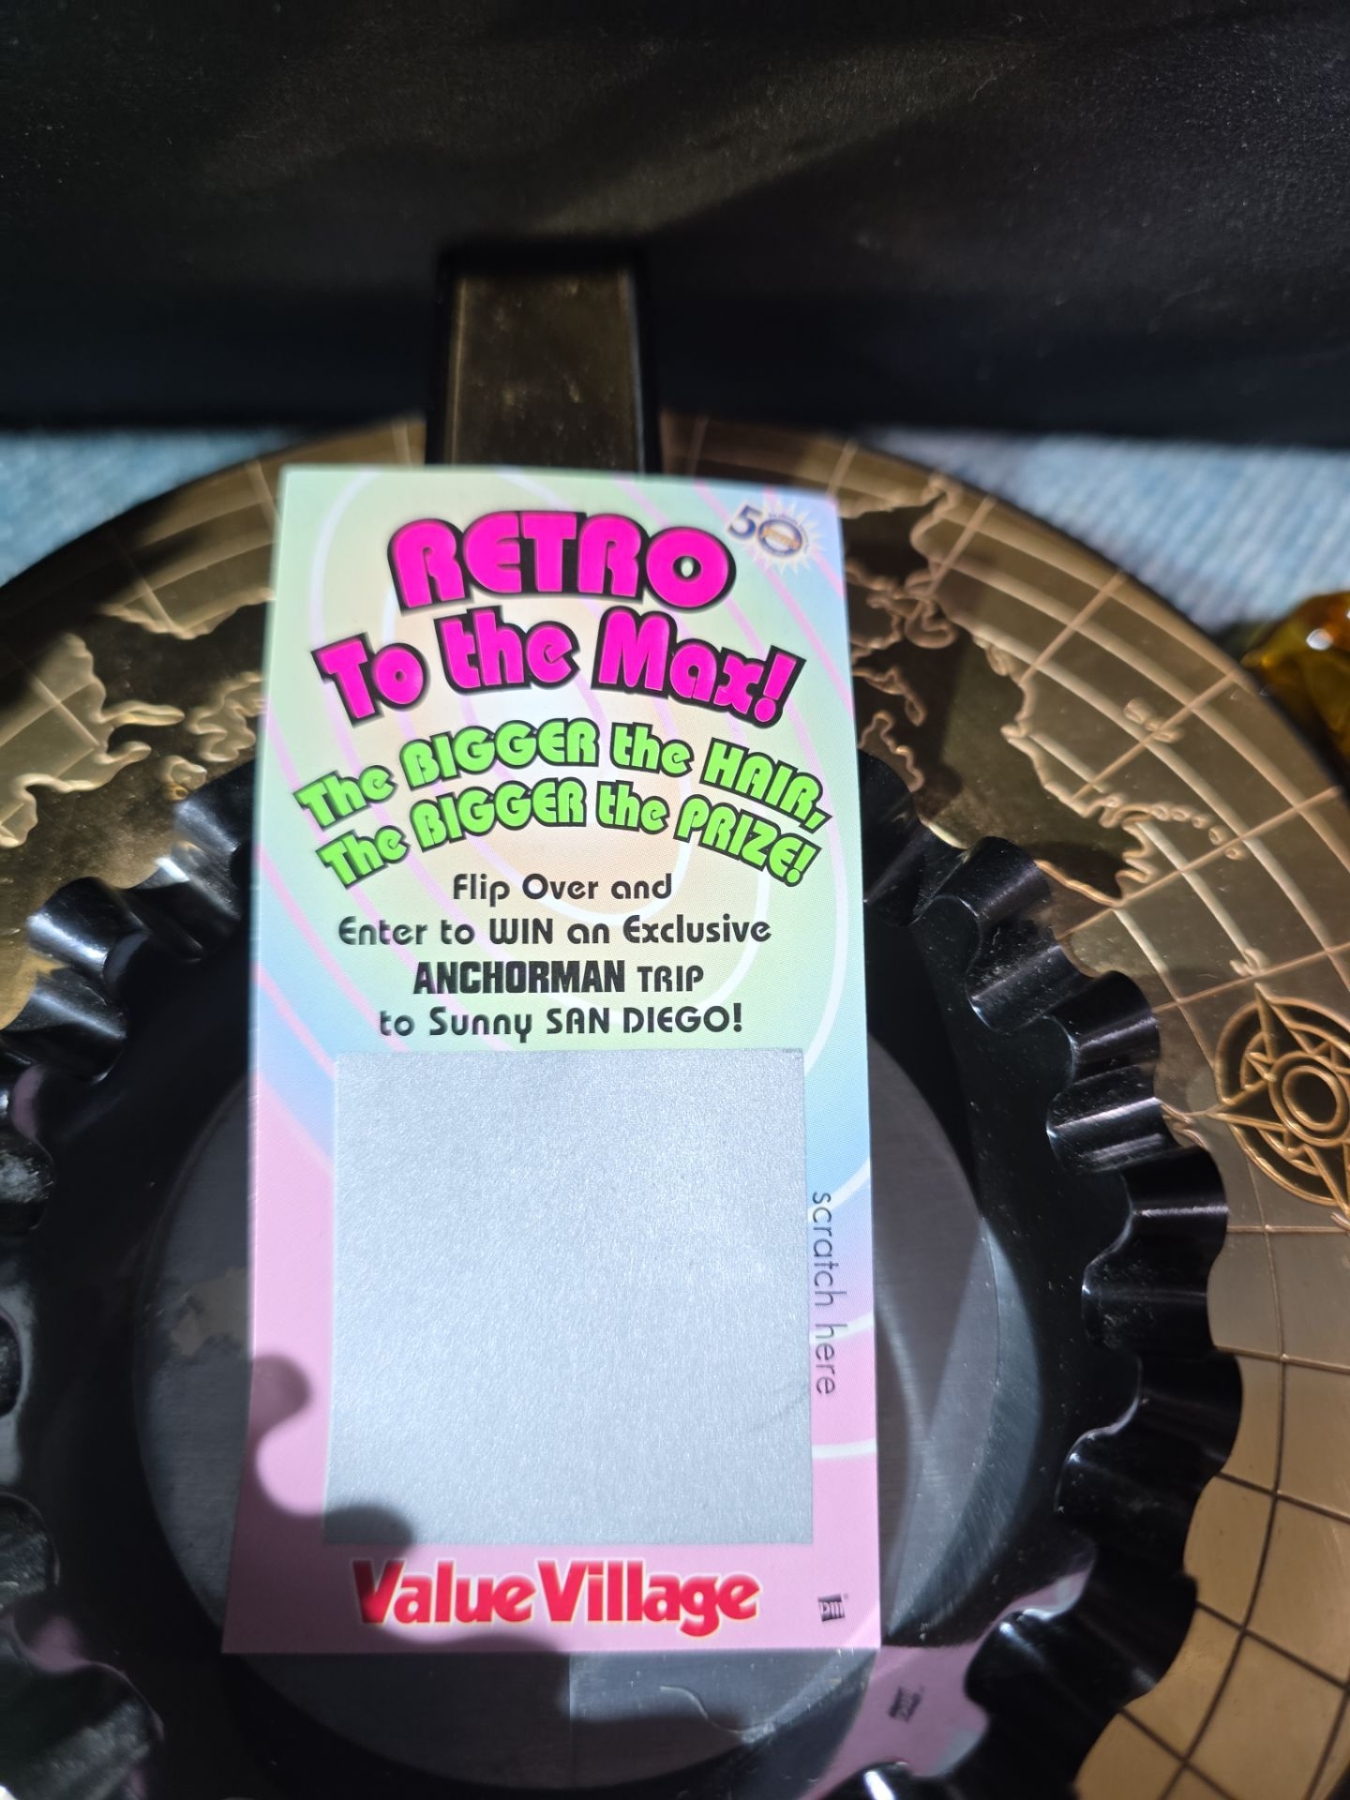 RETRO
50
To the Max!
The BIGGER the HAIR,
The BIGGER the PRIZE!
Flip Over and
Enter to WIN an Exclusive
ANCHORMAN TRIP
to Sunny SAN DIEGO!
scratch here
Value Village